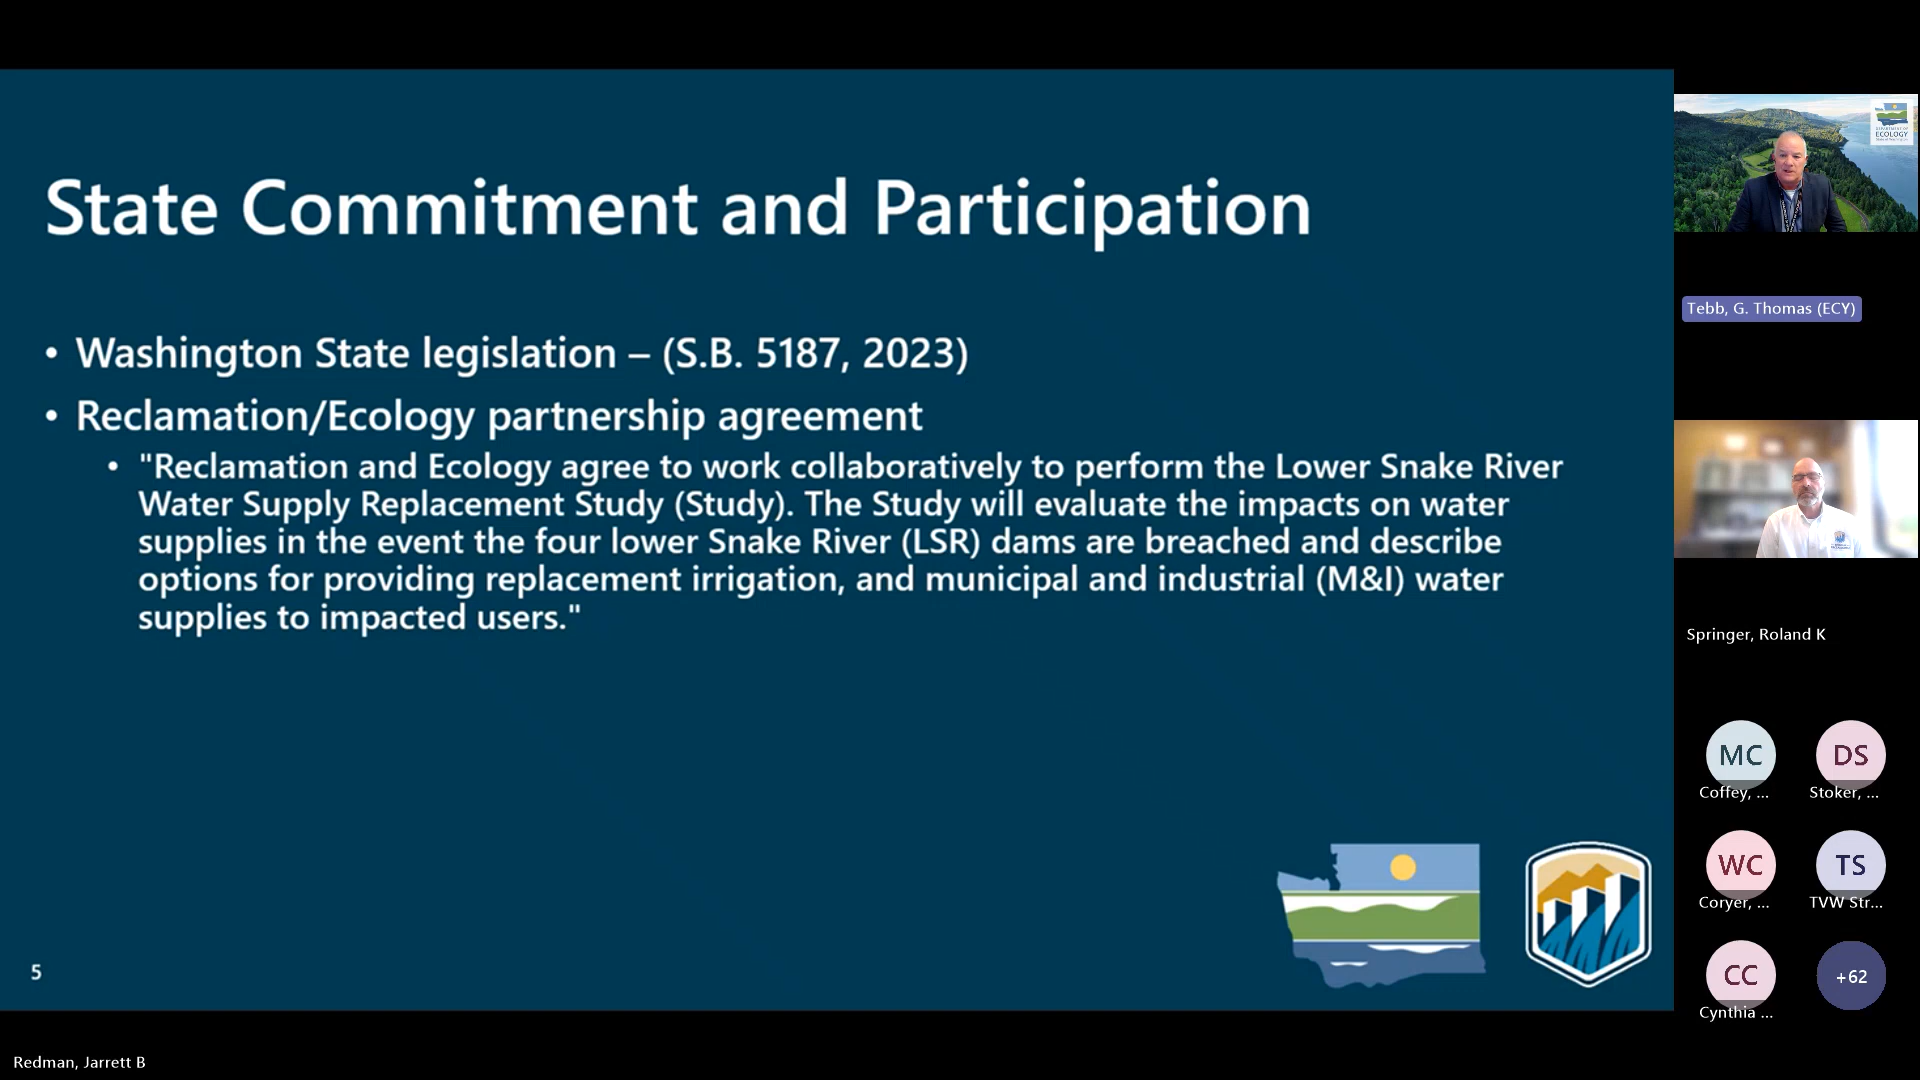 State Commitment and Participation
• Washington State legislation – (S.B. 5187, 2023)
• Reclamation/Ecology partnership agreement
• "Reclamation and Ecology agree to work collaboratively to perform the Lower Snake River
Water Supply Replacement Study (Study). The Study will evaluate the impacts on water
supplies in the event the four lower Snake River (LSR) dams are breached and describe
options for providing replacement irrigation, and municipal and industrial (M&I) water
supplies to impacted users."
5
Redman, Jarrett B
ECOLOGY
Tebb, G. Thomas (ECY)
Springer, Roland K
MC
Coffey, ...
DS
Stoker, ...
WC
Coryer, ...
TS
TVW Str...
CC
Cynthia ...
+62